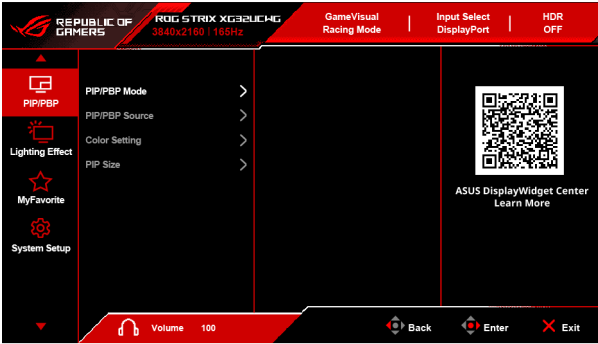 REPUBLIC OF
GAMERS
ROG STRIX XG32UCWG
3840x2160 | 165Hz
GameVisual
Racing Mode
Input Select
DisplayPort
HDR
OFF
PIP/PBP
Lighting Effect
MyFavorite
System Setup
PIP/PBP Mode
PIP/PBP Source
Color Setting
PIP Size
ASUS DisplayWidget Center
Learn More
Volume 100
Back
Enter
Exit